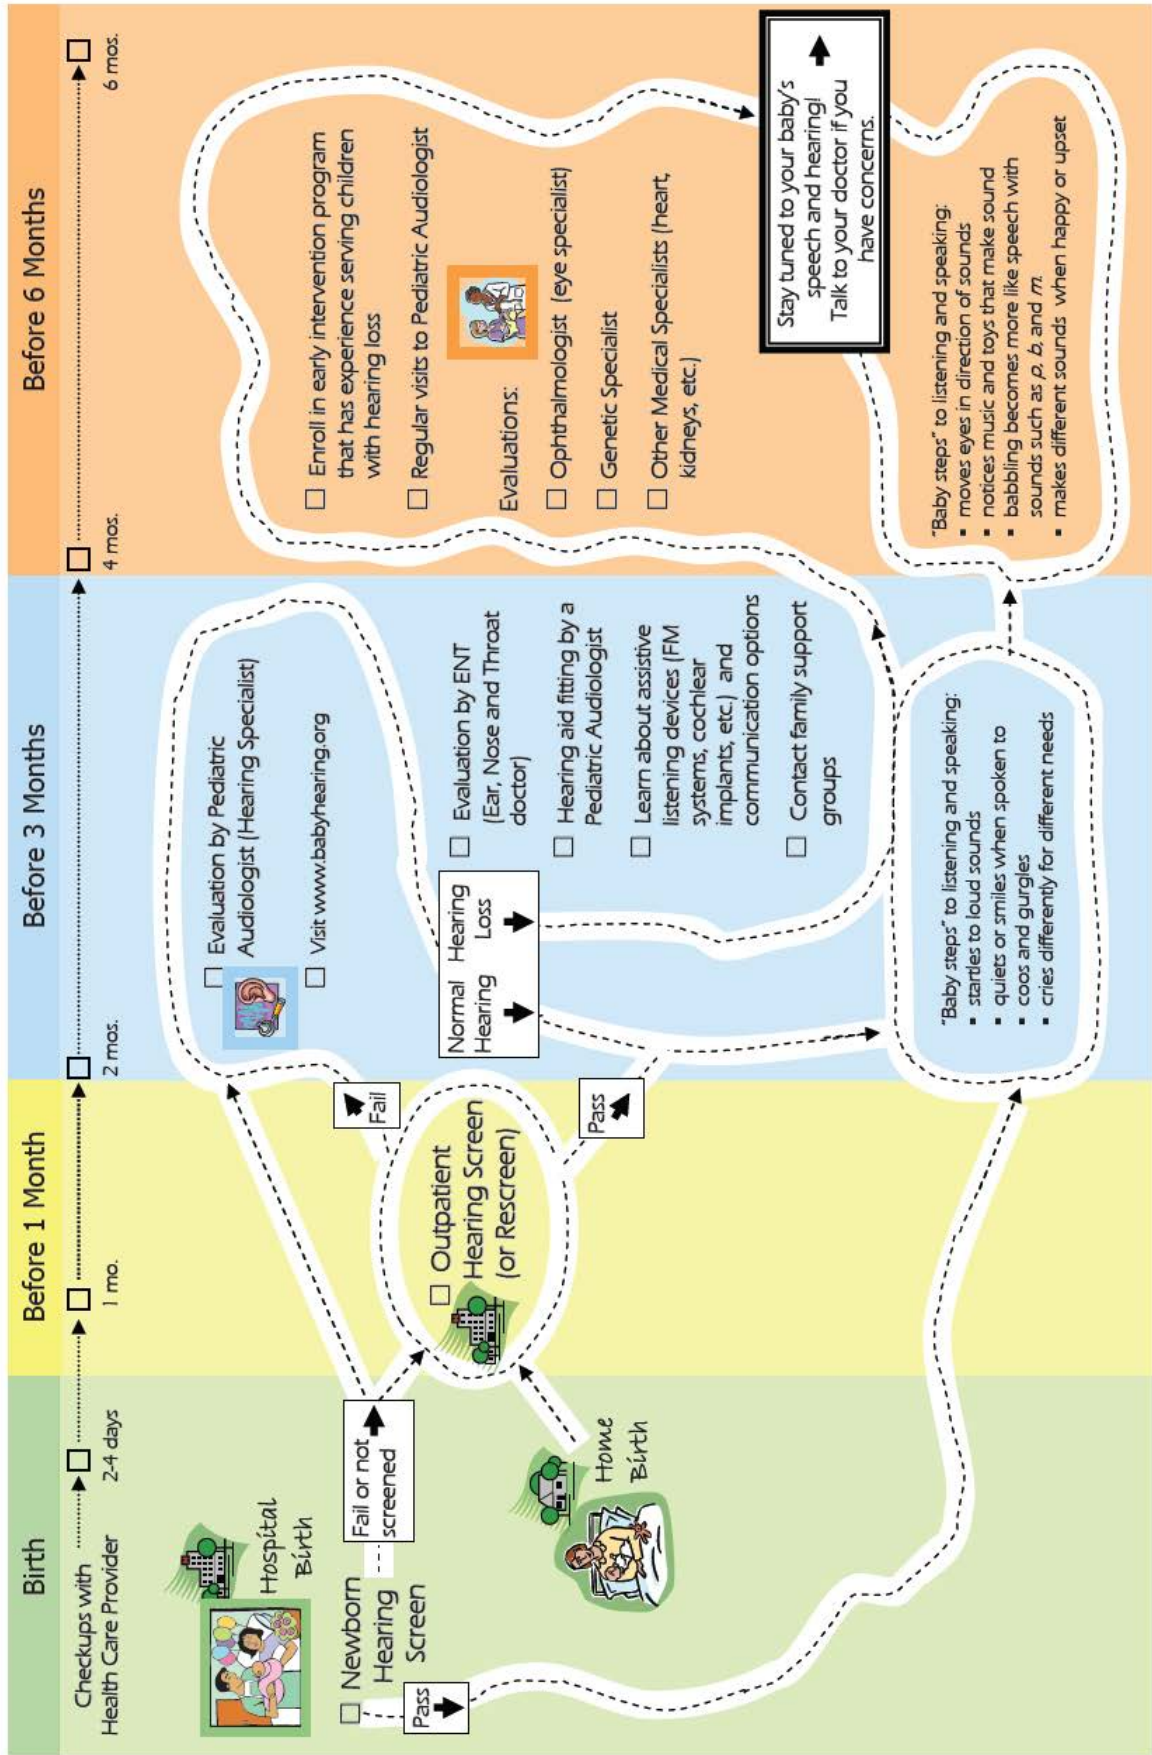 Birth
Before 1 Month
Before 3 Months
Before 6 Months
Checkups with
Health Care Provider
2-4 days
1 mo.
2 mos.
4 mos.
6 mos.
Hospital
Birth
☐ Newborn
Hearing
Screen
Pass
Fail or not
screened
Home
Birth
☐ Outpatient
Hearing Screen
(or Rescreen)
Fail
Pass
☐ Evaluation by Pediatric
Audiologist (Hearing Specialist)
☐ Visit www.babyhearing.org
Normal
Hearing
Hearing
Loss
☐ Evaluation by ENT
(Ear, Nose and Throat
doctor)
☐ Hearing aid fitting by a
Pediatric Audiologist
☐ Learn about assistive
listening devices (FM
systems, cochlear
implants, etc.) and
communication options
☐ Contact family support
groups
"Baby steps" to listening and speaking:
▪ startles to loud sounds
▪ quiets or smiles when spoken to
▪ coos and gurgles
▪ cries differently for different needs
☐ Enroll in early intervention program
that has experience serving children
with hearing loss
☐ Regular visits to Pediatric Audiologist
Evaluations:
☐ Ophthalmologist (eye specialist)
☐ Genetic Specialist
☐ Other Medical Specialists (heart,
kidneys, etc.)
Stay tuned to your baby's
speech and hearing!
Talk to your doctor if you
have concerns.
"Baby steps" to listening and speaking:
▪ moves eyes in direction of sounds
▪ notices music and toys that make sound
▪ babbling becomes more like speech with
sounds such as p, b, and m
▪ makes different sounds when happy or upset